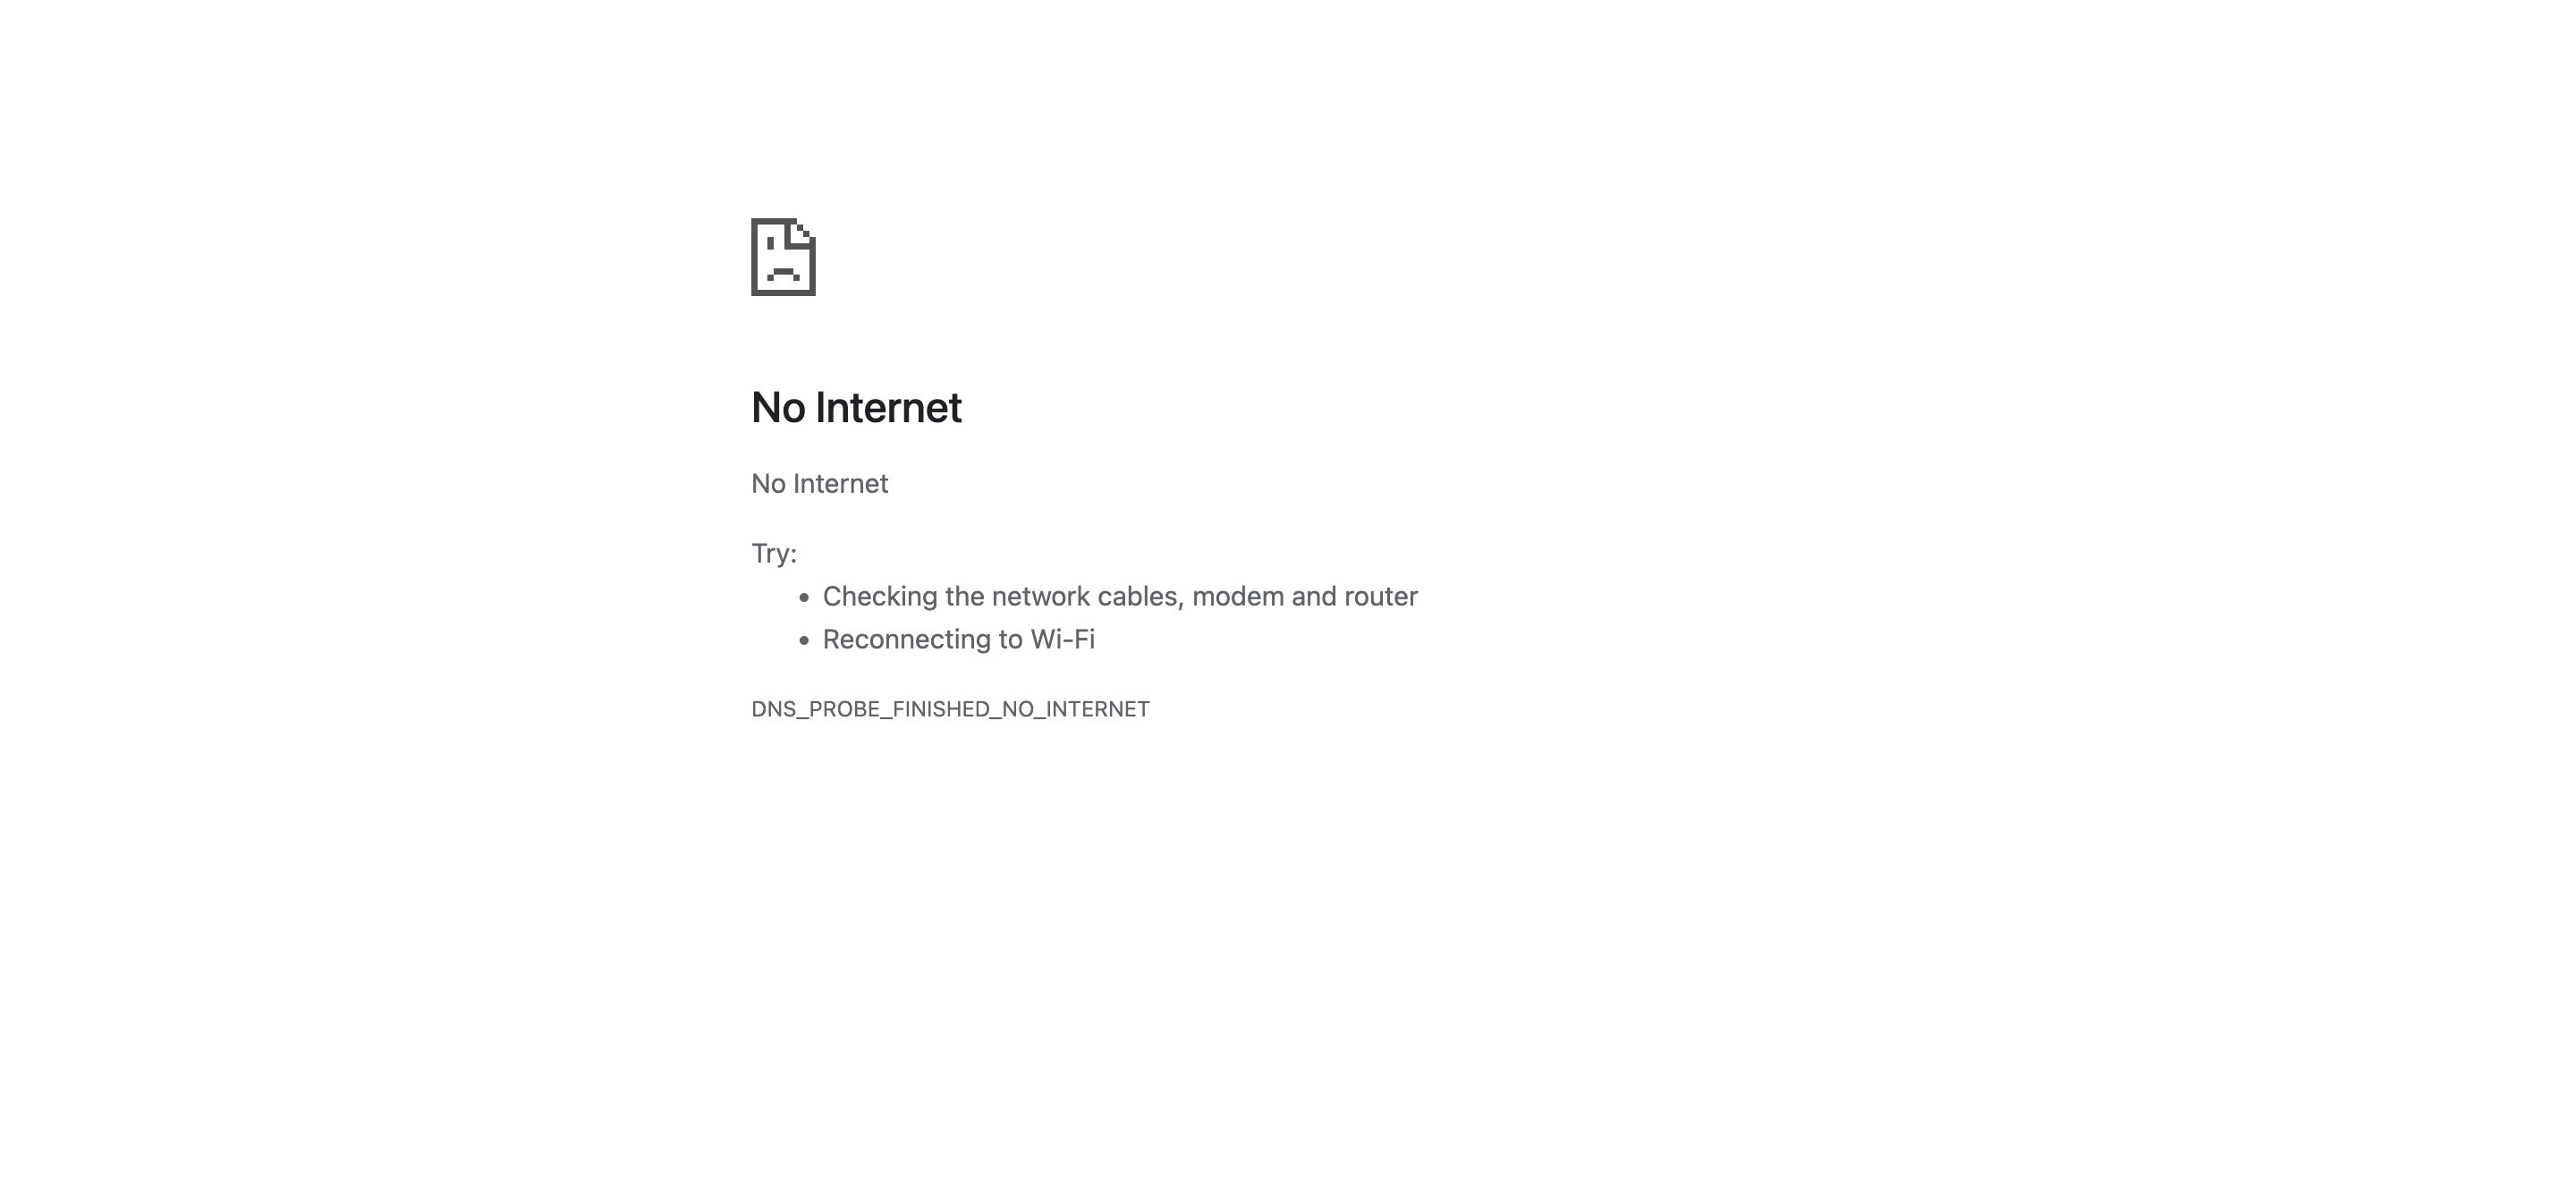 No Internet
No Internet
Try:
• Checking the network cables, modem and router
• Reconnecting to Wi-Fi
DNS_PROBE_FINISHED_NO_INTERNET